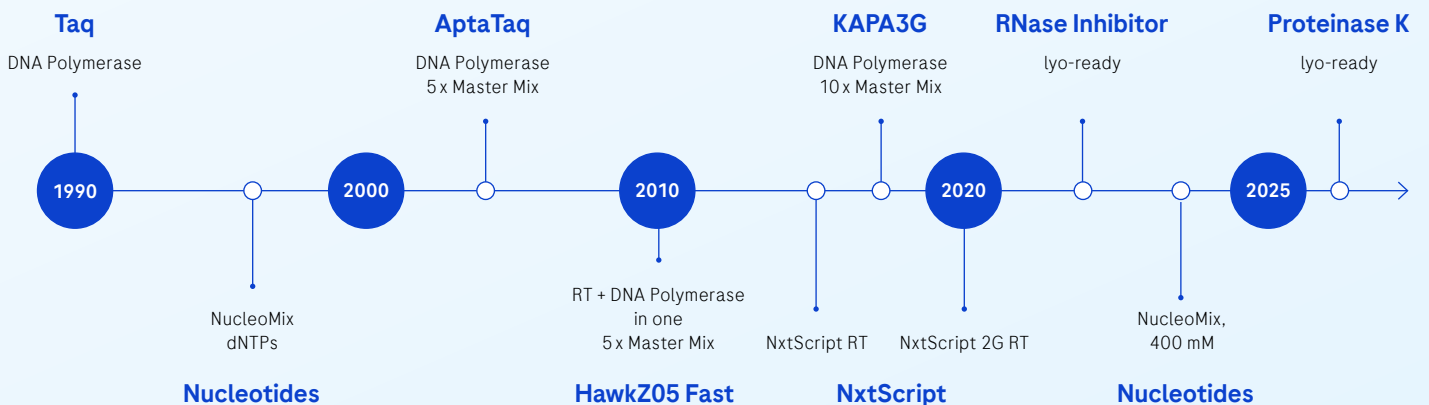 Taq
DNA Polymerase
AptaTaq
DNA Polymerase
5 x Master Mix
KAPA3G
DNA Polymerase
10 x Master Mix
RNase Inhibitor
lyo-ready
Proteinase K
lyo-ready
1990
2000
2010
2020
2025
NucleoMix
dNTPs
Nucleotides
RT + DNA Polymerase
in one
5 x Master Mix
HawkZ05 Fast
NxtScript RT
NxtScript 2G RT
NxtScript
NucleoMix,
400 mM
Nucleotides